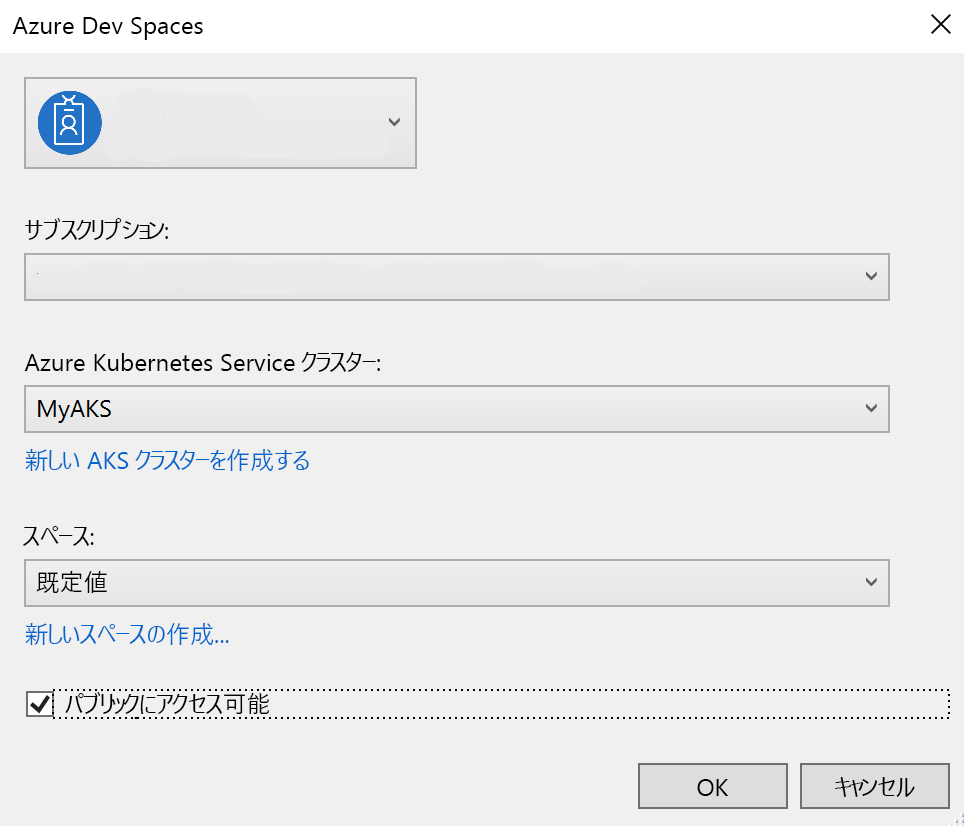 Azure Dev Spaces
サブスクリプション:
Azure Kubernetes Service クラスター:
MyAKS
新しい AKS クラスターを作成する
スペース:
既定値
新しいスペースの作成...
パブリックにアクセス可能
OK
キャンセル